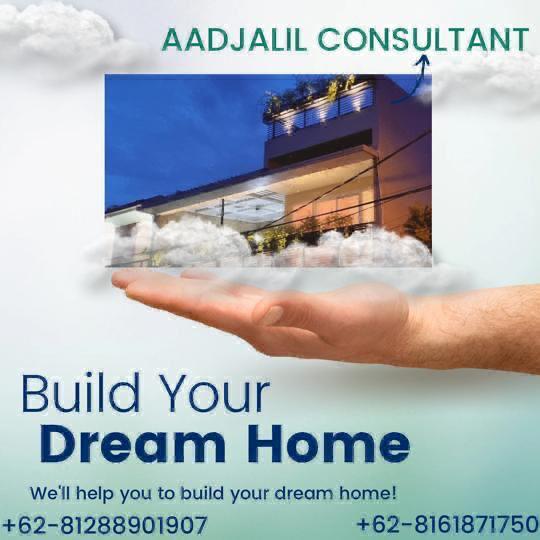 AADJALIL CONSULTANT
Build Your
Dream Home
We'll help you to build your dream home!
+62-81288901907
+62-8161871750